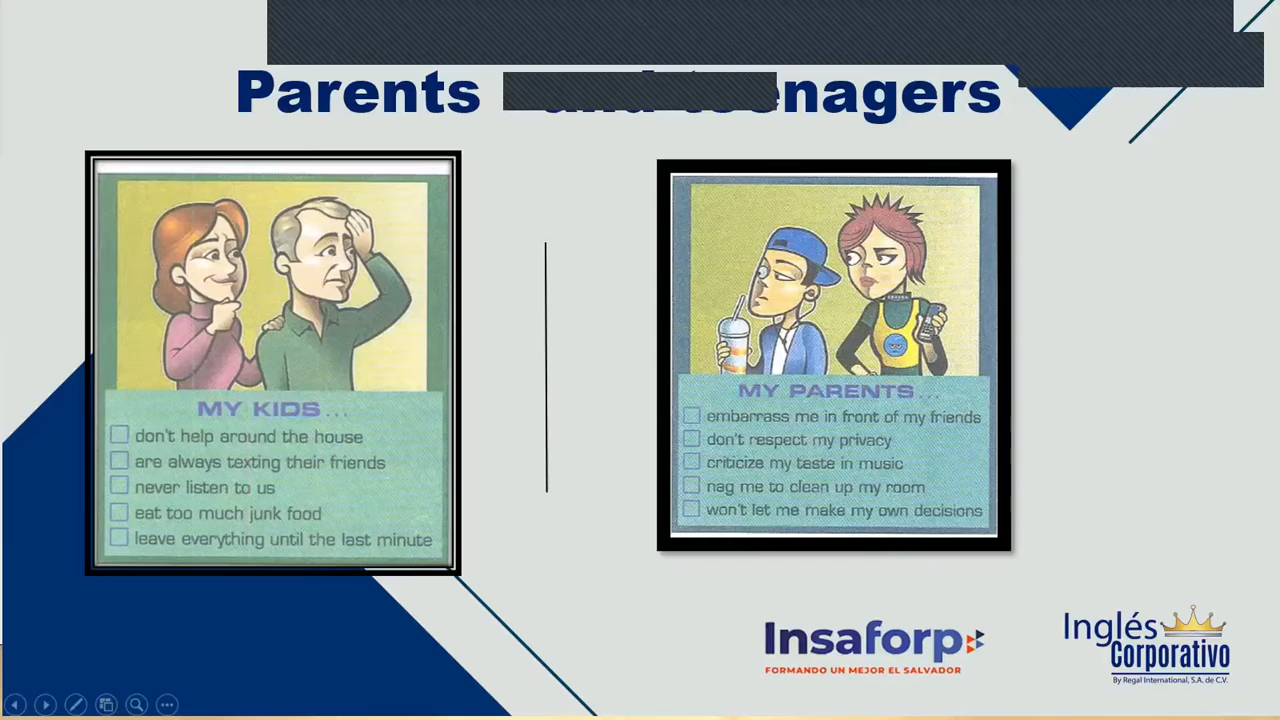 Parents and teenagers
MY KIDS...
don't help around the house
are always texting their friends
never listen to us
eat too much junk food
leave everything until the last minute
MY PARENTS...
embarrass me in front of my friends
don't respect my privacy
criticize my taste in music
nag me to clean up my room
won't let me make my own decisions
Insaforp
FORMANDO UN MEJOR EL SALVADOR
Inglés
Corporativo
By Regal International, S.A. de C.V.